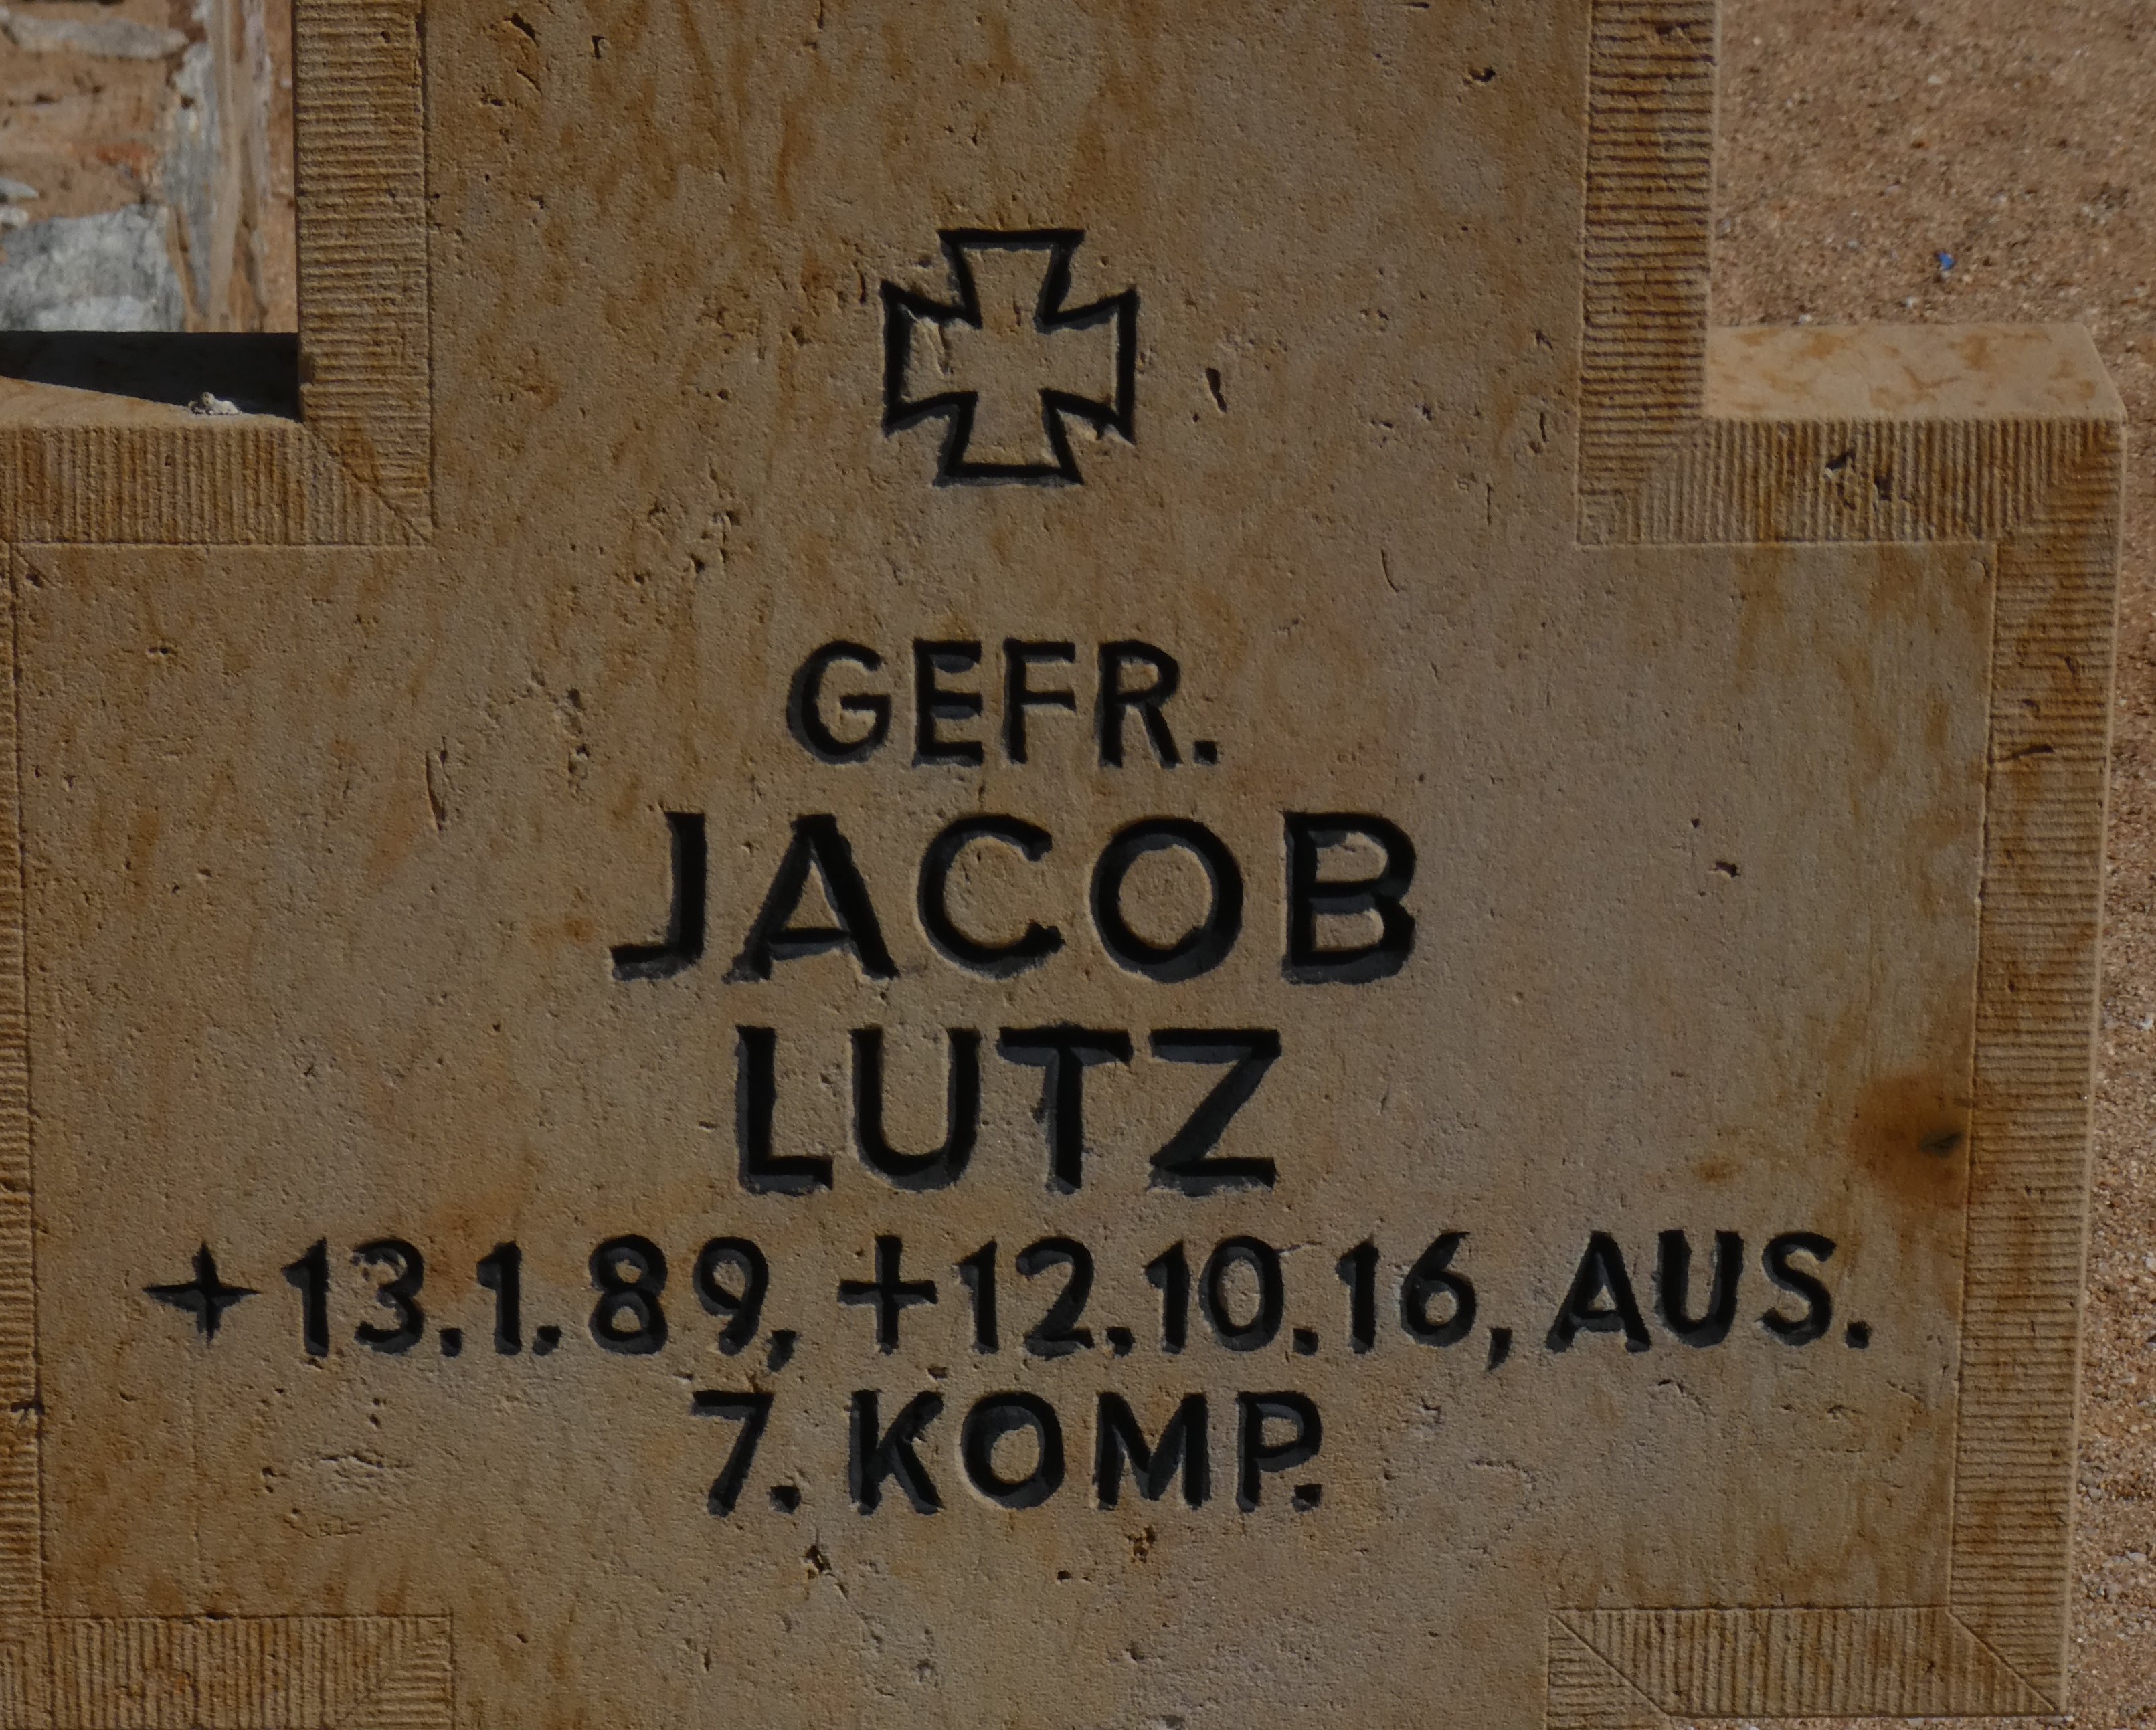 GEFR.
JACOB
LUTZ
+13.1.89, +12.10.16, AUS.
7. KOMP.